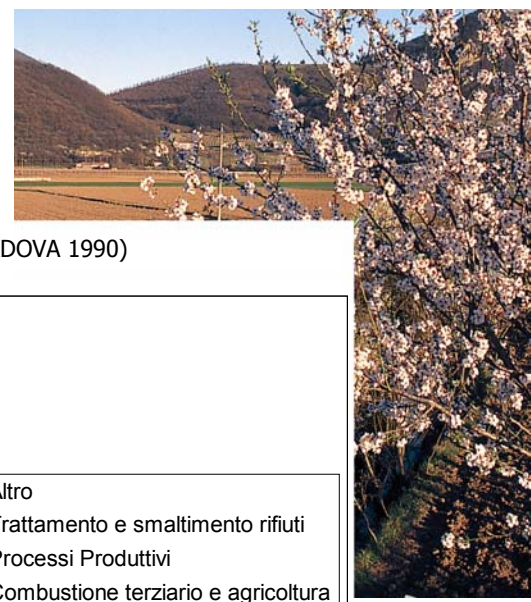 DOVA 1990)
Altro
Trattamento e smaltimento rifiuti
Processi Produttivi
Combustione terziario e agricoltura